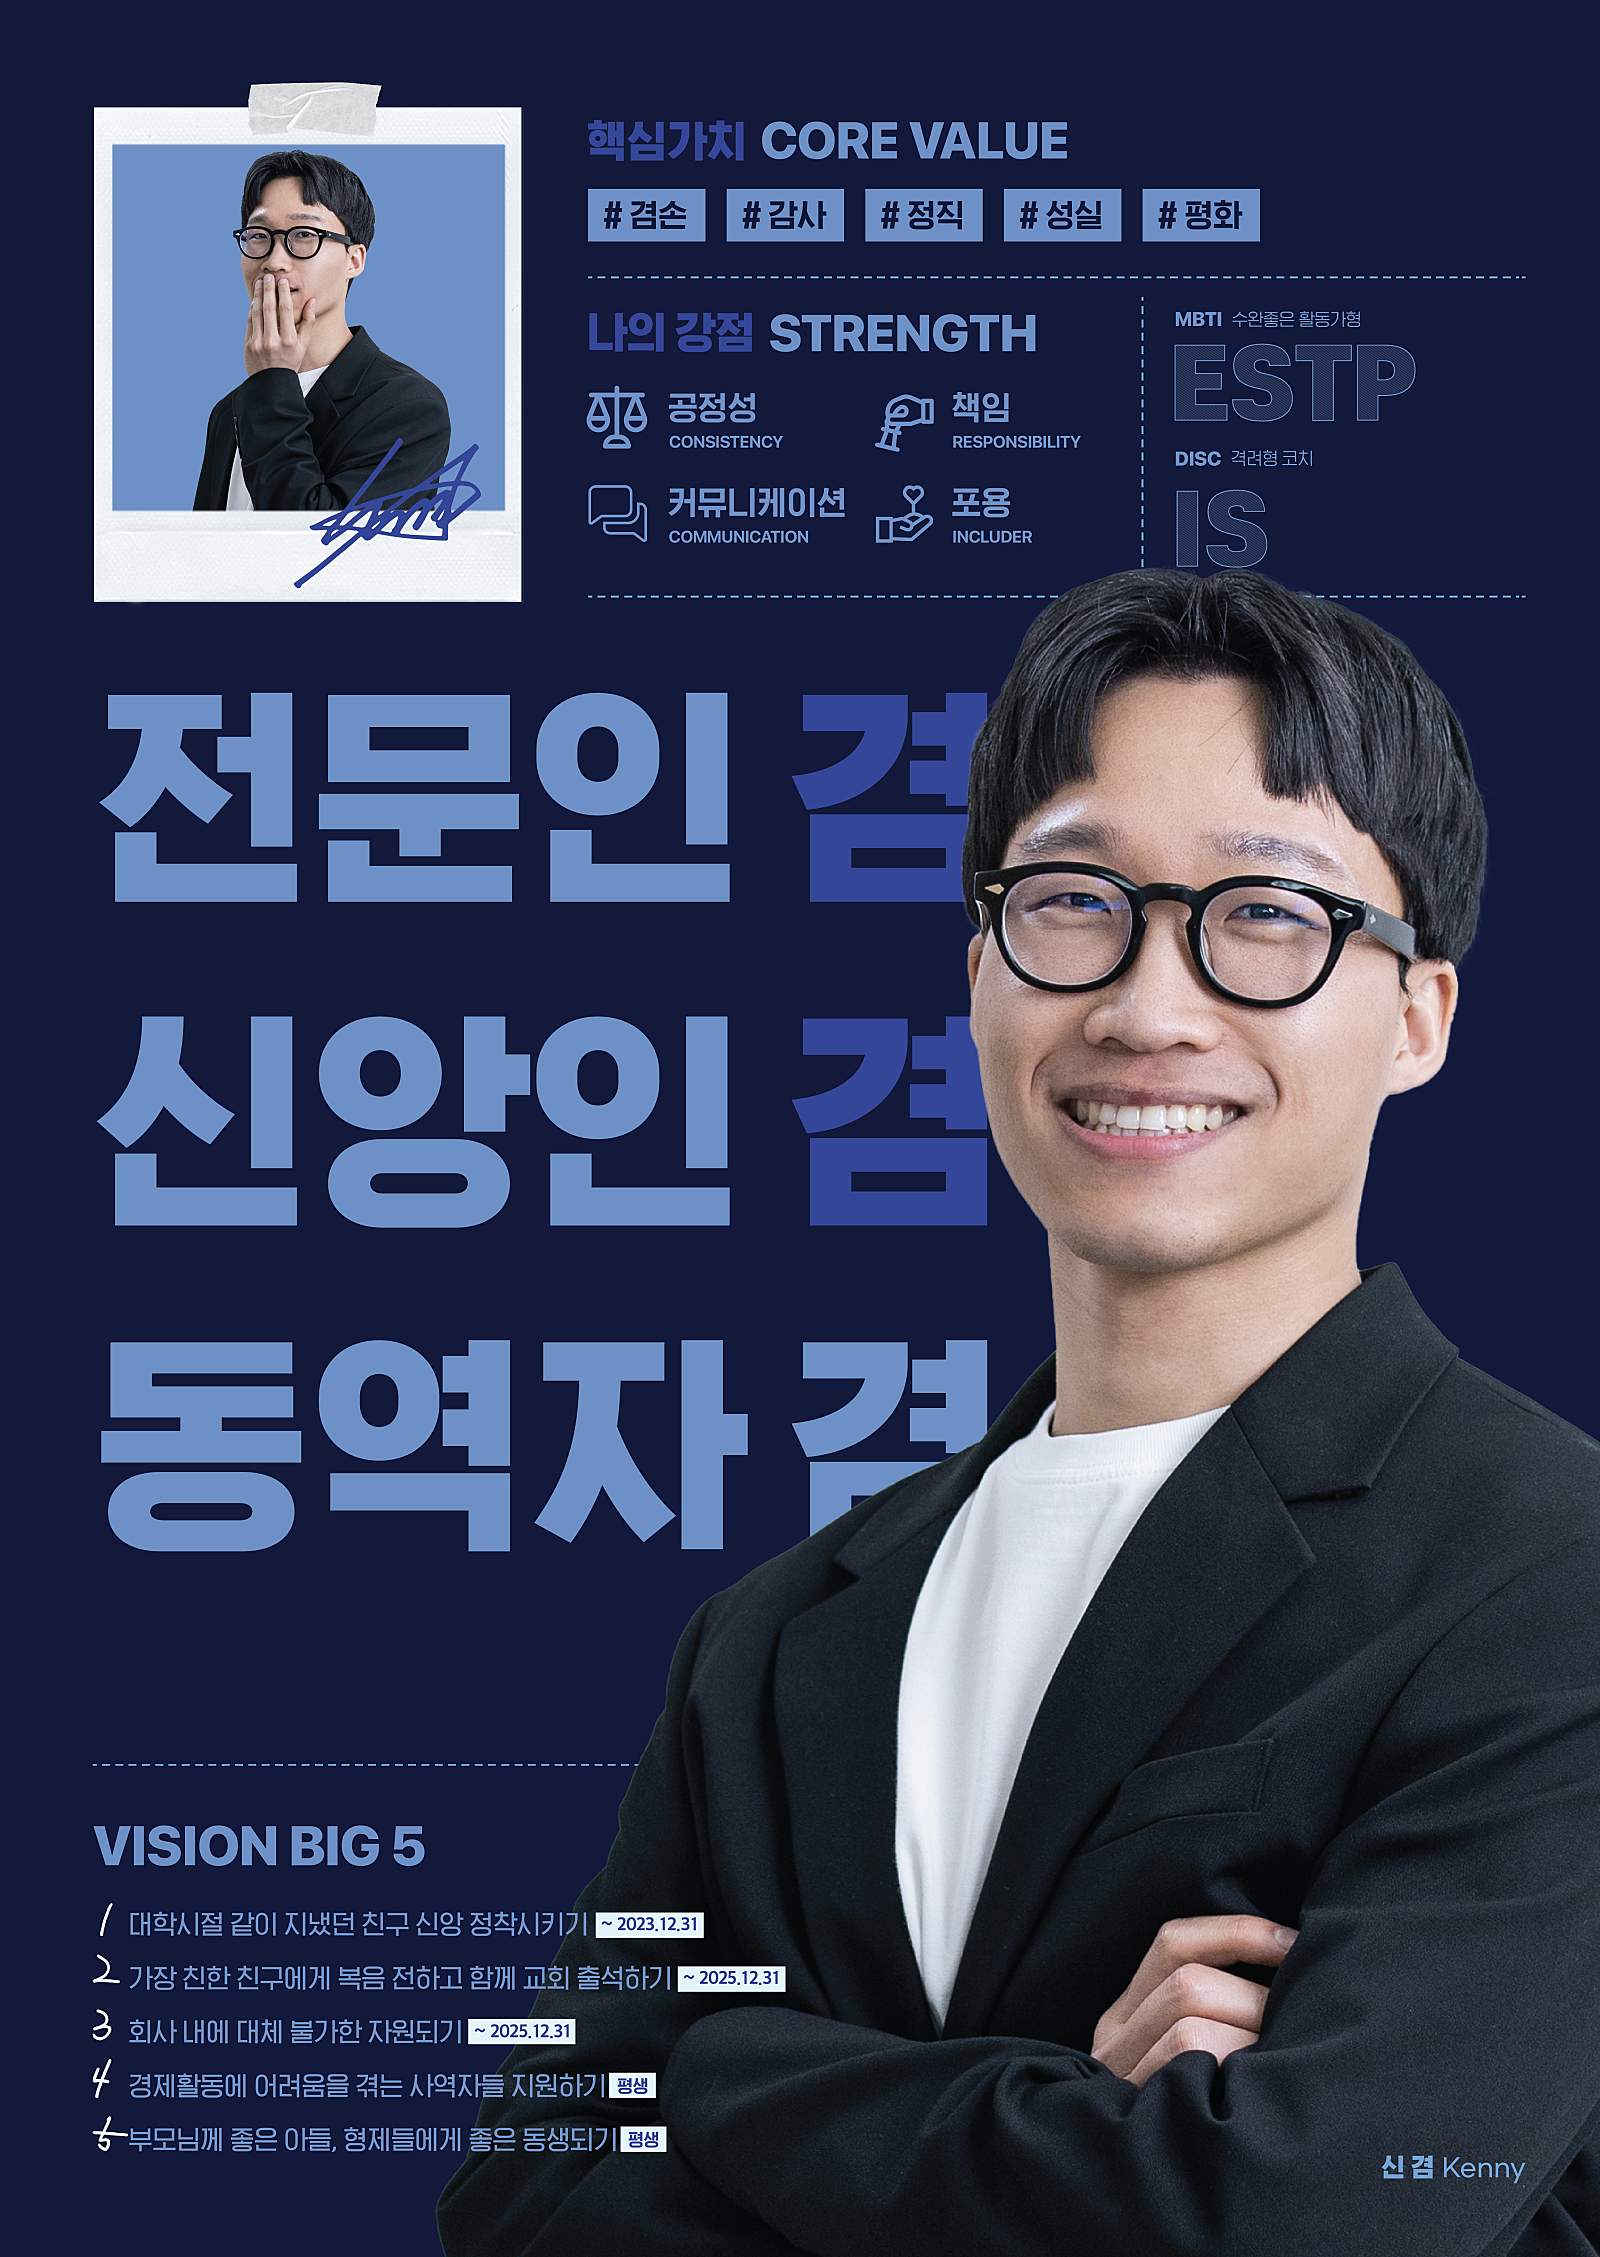 핵심가치 CORE VALUE
# 겸손 # 감사 # 정직 # 성실 # 평화
나의 강점 STRENGTH
공정성
CONSISTENCY
책임
RESPONSIBILITY
커뮤니케이션
COMMUNICATION
포용
INCLUDER
MBTI 수완좋은 활동가형
ESTP
DISC 격려형 코치
IS
전문인 겸
신앙인 겸
동역자 겸
VISION BIG 5
1 대학시절 같이 지냈던 친구 신앙 정착시키기 ~ 2023.12.31
2 가장 친한 친구에게 복음 전하고 함께 교회 출석하기 ~ 2025.12.31
3 회사 내에 대체 불가한 자원되기 ~ 2025.12.31
4 경제활동에 어려움을 겪는 사역자들 지원하기 평생
5 부모님께 좋은 아들, 형제들에게 좋은 동생되기 평생
신 겸 Kenny